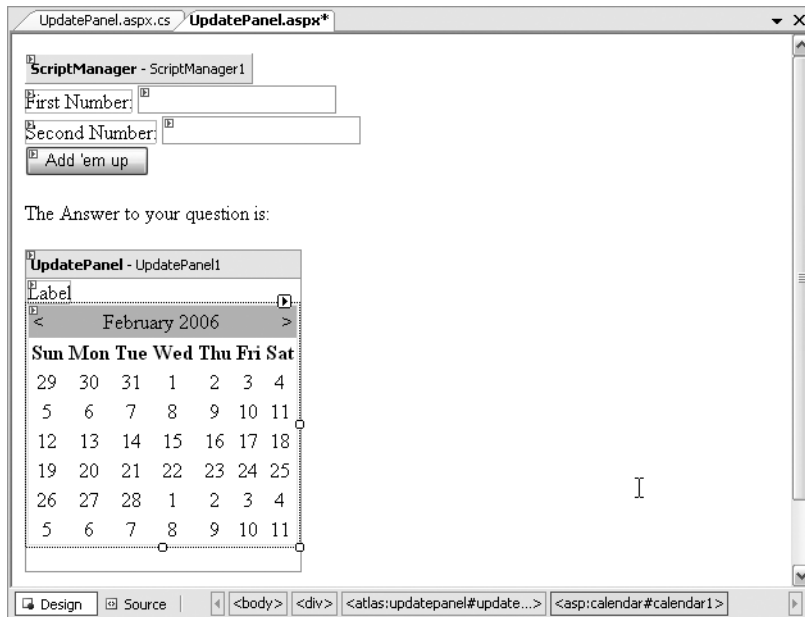 UpdatePanel.aspx.cs UpdatePanel.aspx*
ScriptManager - ScriptManager1
First Number:
Second Number:
Add 'em up
The Answer to your question is:
UpdatePanel - UpdatePanel1
Label
< February 2006 >
Sun Mon Tue Wed Thu Fri Sat
29 30 31 1 2 3 4
5 6 7 8 9 10 11
12 13 14 15 16 17 18
19 20 21 22 23 24 25
26 27 28 1 2 3 4
5 6 7 8 9 10 11
Design Source <body> <div> <atlas:updatepanel#update...> <asp:calendar#calendar1>